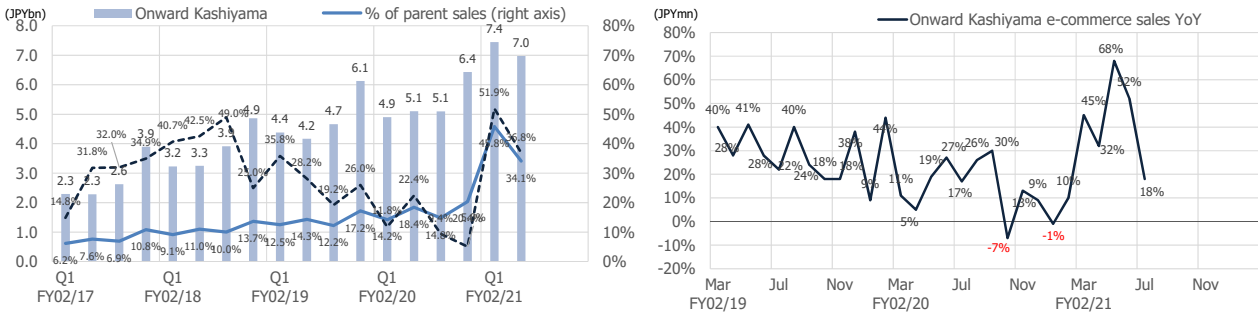 (JPYbn)
Onward Kashiyama
% of parent sales (right axis)
8.0 7.0 6.0 5.0 4.0 3.0 2.0 1.0 0.0
80% 70% 60% 50% 40% 30% 20% 10% 0%
2.3 2.3 2.6 3.9 3.2 3.3 3.9 4.9 4.4 4.2 4.7 6.1 4.9 5.1 5.1 6.4 7.4 7.0
14.8% 31.8% 32.0% 34.9% 40.7% 42.5% 49.0% 25.0% 35.8% 28.2% 19.2% 26.0% 11.8% 22.4% 51.9% 36.8%
6.2% 7.6% 6.9% 10.8% 9.1% 11.0% 10.0% 13.7% 12.5% 14.3% 12.2% 17.2% 14.2% 18.4% 14.8% 45.8% 34.1%
Q1 Q1 Q1 Q1 Q1
FY02/17 FY02/18 FY02/19 FY02/20 FY02/21
(JPYmn)
Onward Kashiyama e-commerce sales YoY
80% 70% 60% 50% 40% 30% 20% 10% 0% -10% -20%
40% 28% 41% 28% 22% 40% 24% 18% 18% 38% 9% 44% 11% 5% 19% 27% 17% 26% 30% -7% 13% 9% -1% 10% 45% 32% 68% 52% 18%
Mar Jul Nov Mar Jul Nov Mar Jul Nov
FY02/19 FY02/20 FY02/21